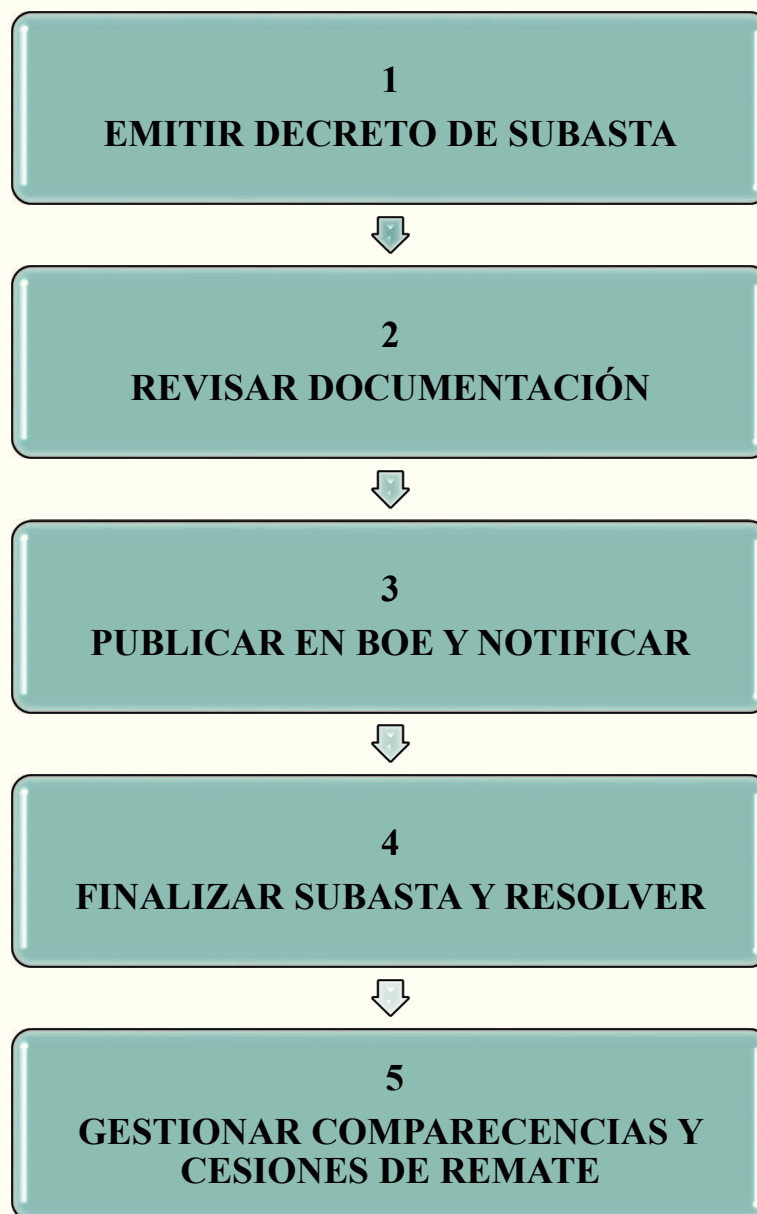 1
EMITIR DECRETO DE SUBASTA
2
REVISAR DOCUMENTACIÓN
3
PUBLICAR EN BOE Y NOTIFICAR
4
FINALIZAR SUBASTA Y RESOLVER
5
GESTIONAR COMPARECENCIAS Y
CESIONES DE REMATE